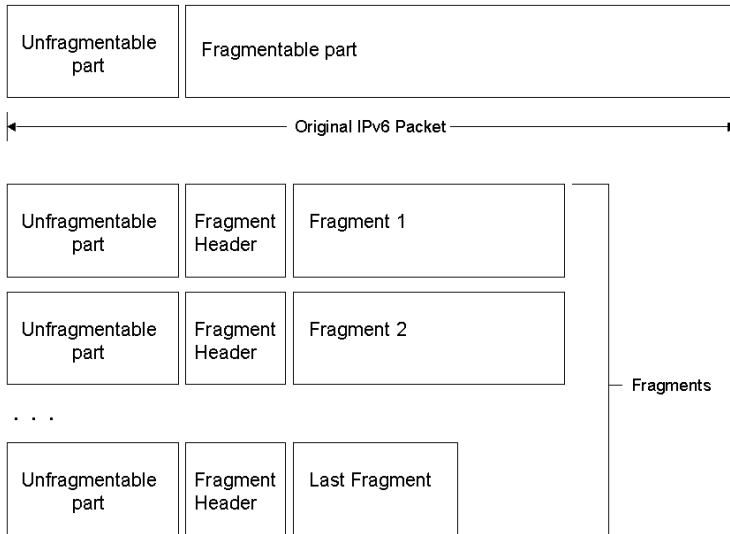 Unfragmentable
part
Fragmentable part
Original IPv6 Packet
Unfragmentable
part
Fragment
Header
Fragment 1
Unfragmentable
part
Fragment
Header
Fragment 2
Fragments
. . .
Unfragmentable
part
Fragment
Header
Last Fragment